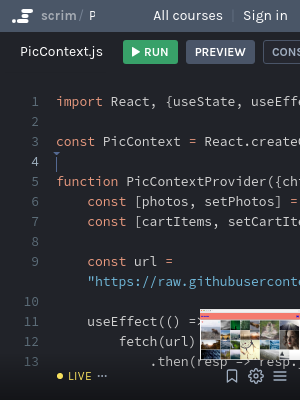 scrim / P
All courses
Sign in
PicContext.js
RUN
PREVIEW
CONS
1 import React, {useState, useEffe
2
3 const PicContext = React.create
4
5 function PicContextProvider({ch
6 const [photos, setPhotos] =
7 const [cartItems, setCartIte
8
9 const url =
"https://raw.githubuserconte
10
11 useEffect(() =>
12 fetch(url)
13 .then(resp => resp.j
LIVE ···